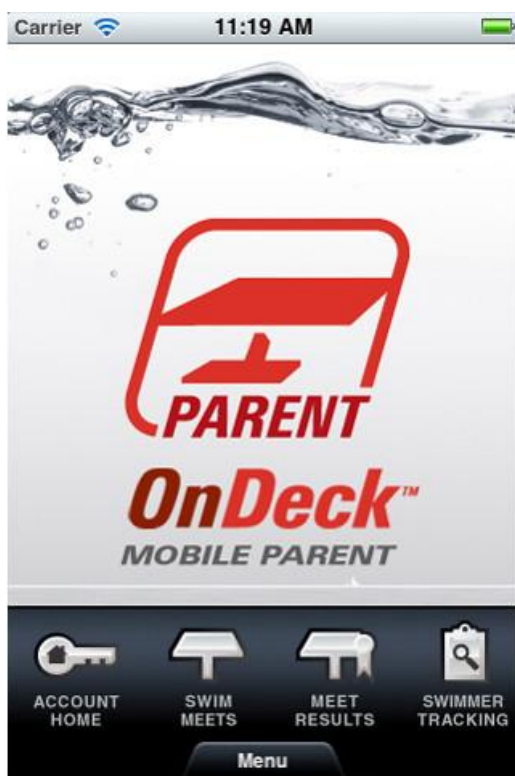 Carrier 11:19 AM
PARENT
OnDeck™
MOBILE PARENT
ACCOUNT HOME
SWIM MEETS
MEET RESULTS
SWIMMER TRACKING
Menu